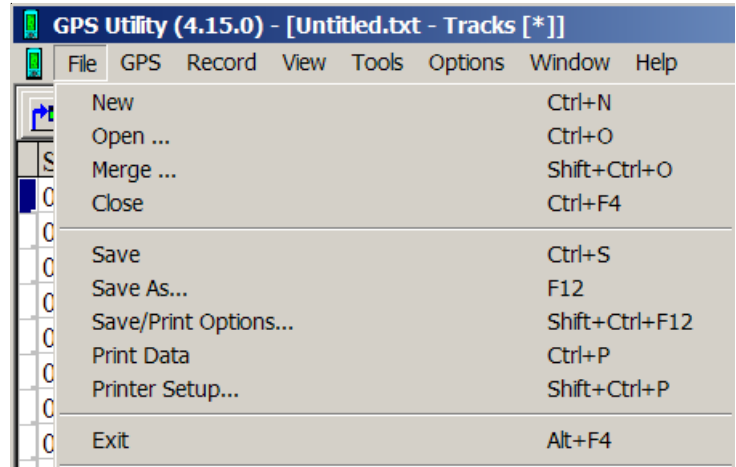 GPS Utility (4.15.0) - [Untitled.txt - Tracks [*]]
File GPS Record View Tools Options Window Help
New Ctrl+N
Open ... Ctrl+O
Merge ... Shift+Ctrl+O
Close Ctrl+F4
Save Ctrl+S
Save As... F12
Save/Print Options... Shift+Ctrl+F12
Print Data Ctrl+P
Printer Setup... Shift+Ctrl+P
Exit Alt+F4